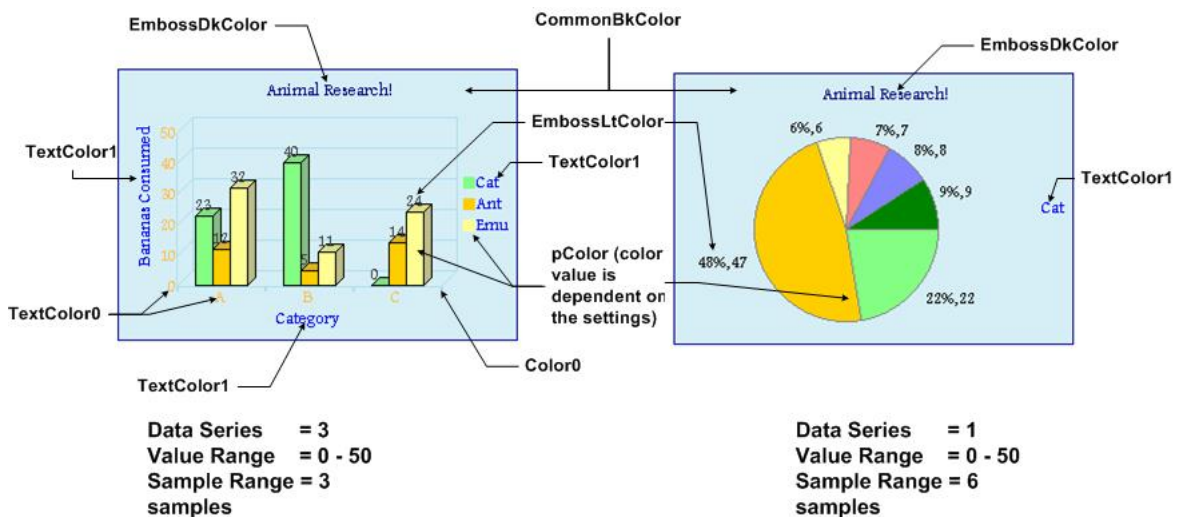 EmbossDkColor
CommonBkColor
EmbossDkColor
Animal Research!
Animal Research!
50
40
30
20
10
0
Bananas Consumed
TextColor1
23
12
32
40
5
11
0
14
24
A
B
C
Category
Cat
Ant
Emu
EmbossLtColor
TextColor1
pColor (color
value is
dependent on
the settings)
6%,6
7%,7
8%,8
9%,9
48%,47
22%,22
TextColor1
Cat
TextColor0
TextColor1
Color0
Data Series = 3
Value Range = 0 - 50
Sample Range = 3
samples
Data Series = 1
Value Range = 0 - 50
Sample Range = 6
samples